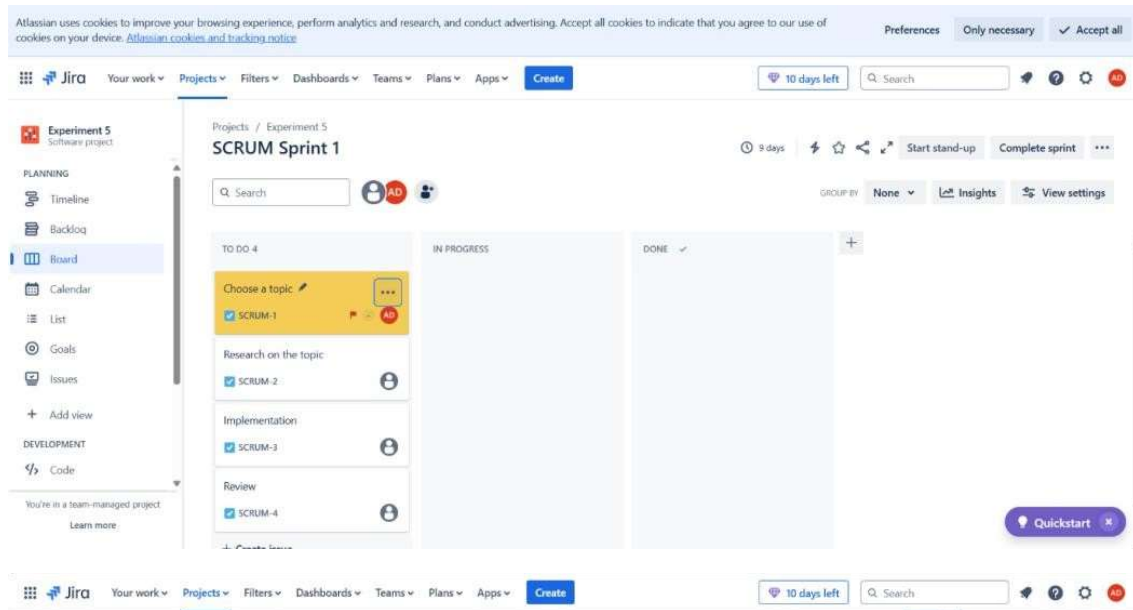 Atlassian uses cookies to improve your browsing experience, perform analytics and research, and conduct advertising. Accept all cookies to indicate that you agree to our use of
cookies on your device. Atlassian cookies and tracking notice
Preferences Only necessary Accept all
Jira Your work Projects Filters Dashboards Teams Plans Apps Create 10 days left Search AD
Experiment 5
Software project
PLANNING
Timeline
Backlog
Board
Calendar
List
Goals
Issues
Add view
DEVELOPMENT
Code
You're in a team-managed project
Learn more
Projects / Experiment 5
SCRUM Sprint 1
9 days Start stand-up Complete sprint
Search AD GROUP BY None Insights View settings
TO DO 4 IN PROGRESS DONE
Choose a topic
SCRUM-1 AD
Research on the topic
SCRUM-2
Implementation
SCRUM-3
Review
SCRUM-4
+ Create issue
Quickstart
Jira Your work Projects Filters Dashboards Teams Plans Apps Create 10 days left Search AD